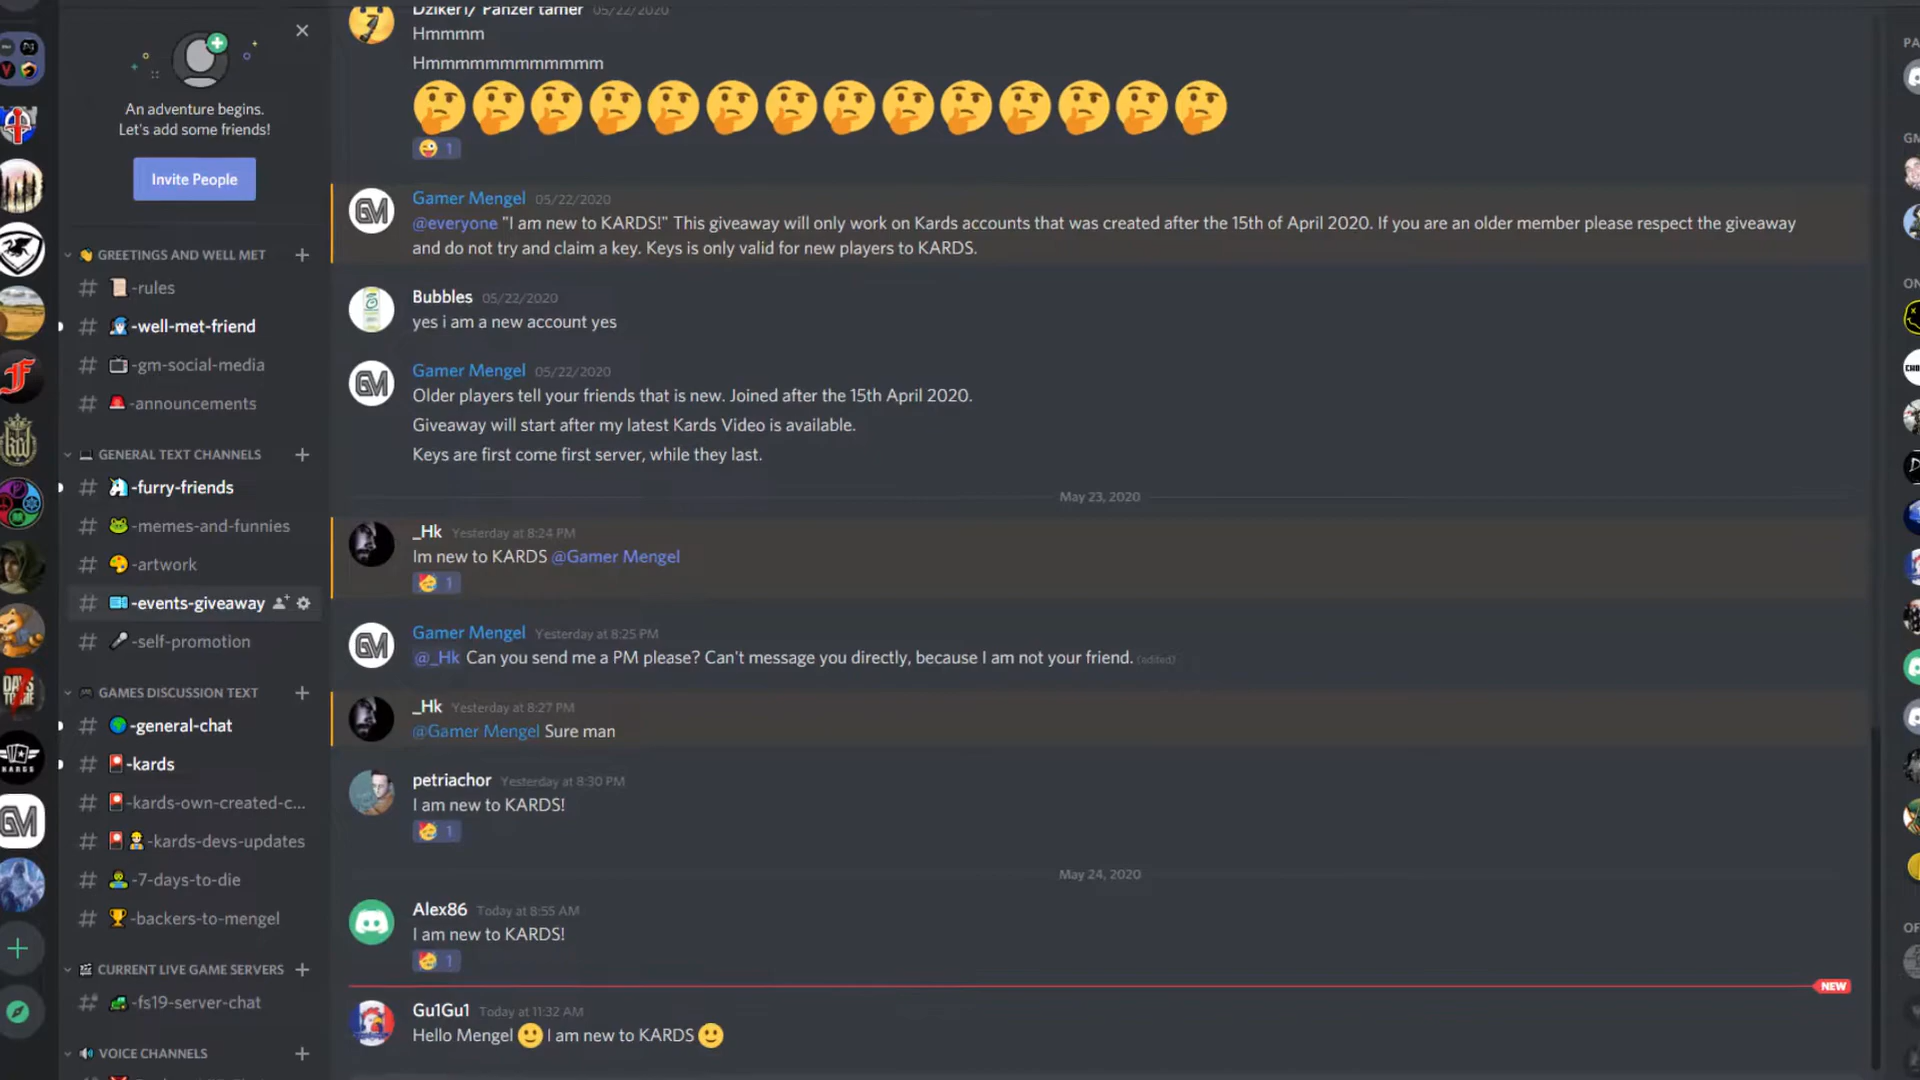 An adventure begins.
Let's add some friends!
Invite People
GREETINGS AND WELL MET
-rules
-well-met-friend
-gm-social-media
-announcements
GENERAL TEXT CHANNELS
-furry-friends
-memes-and-funnies
-artwork
-events-giveaway
-self-promotion
GAMES DISCUSSION TEXT
-general-chat
-kards
-kards-own-created-c...
-kards-devs-updates
-7-days-to-die
-backers-to-mengel
CURRENT LIVE GAME SERVERS
-fs19-server-chat
VOICE CHANNELS
Dziker17 Panzer tamer 05/22/2020
Hmmmm
Hmmmmmmmmmmmm
1
Gamer Mengel 05/22/2020
@everyone "I am new to KARDS!" This giveaway will only work on Kards accounts that was created after the 15th of April 2020. If you are an older member please respect the giveaway
and do not try and claim a key. Keys is only valid for new players to KARDS.
Bubbles 05/22/2020
yes i am a new account yes
Gamer Mengel 05/22/2020
Older players tell your friends that is new. Joined after the 15th April 2020.
Giveaway will start after my latest Kards Video is available.
Keys are first come first server, while they last.
May 23, 2020
_Hk Yesterday at 8:24 PM
Im new to KARDS @Gamer Mengel
1
Gamer Mengel Yesterday at 8:25 PM
@_Hk Can you send me a PM please? Can't message you directly, because I am not your friend. (edited)
_Hk Yesterday at 8:27 PM
@Gamer Mengel Sure man
petriachor Yesterday at 8:30 PM
I am new to KARDS!
1
May 24, 2020
Alex86 Today at 8:55 AM
I am new to KARDS!
1
NEW
Gu1Gu1 Today at 11:32 AM
Hello Mengel 🙂 I am new to KARDS 🙂